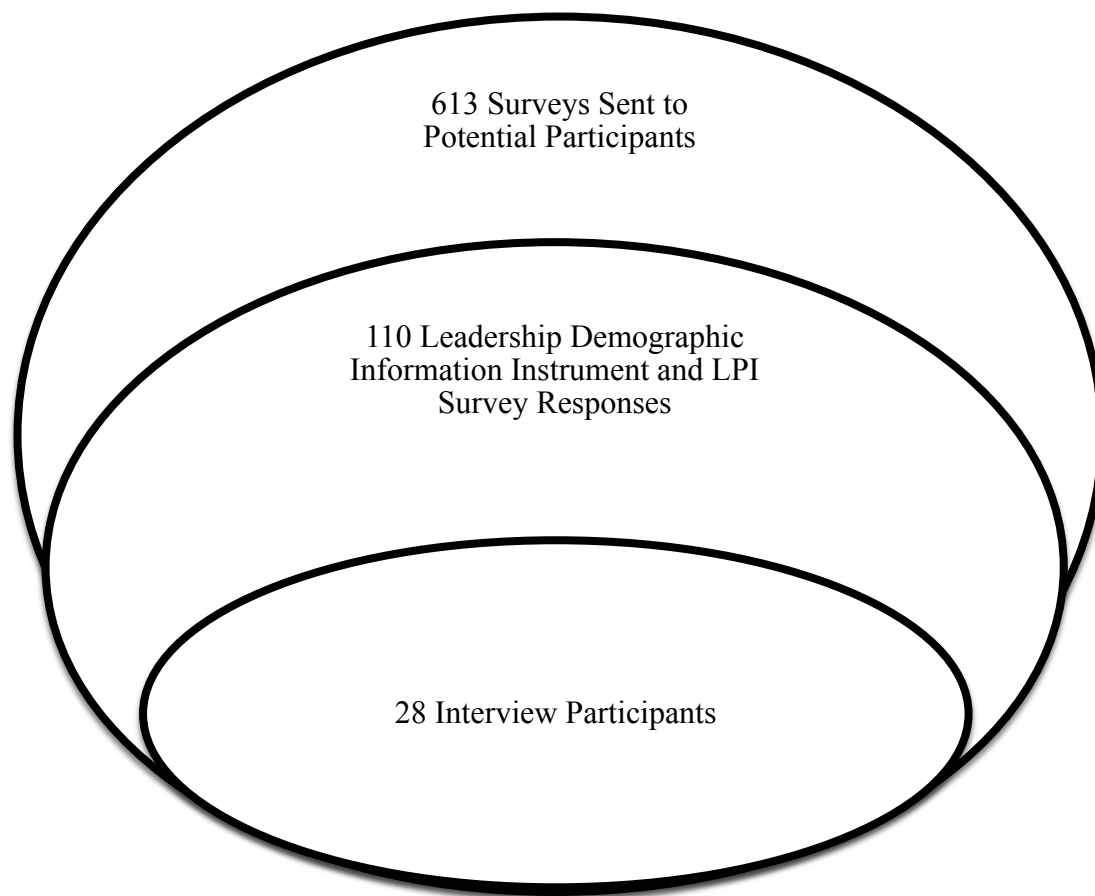 613 Surveys Sent to
Potential Participants
110 Leadership Demographic
Information Instrument and LPI
Survey Responses
28 Interview Participants